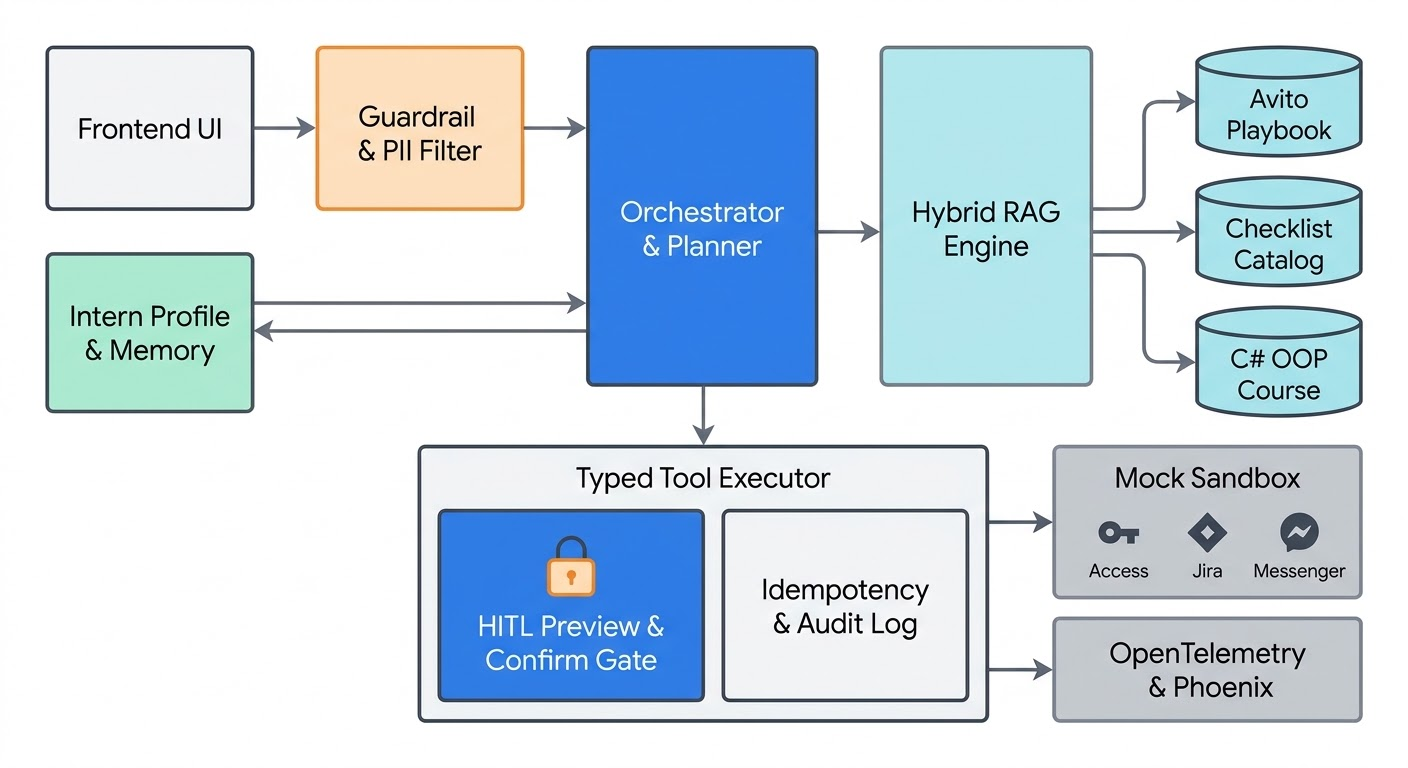 Frontend UI
Guardrail
& PII Filter
Orchestrator
& Planner
Hybrid RAG
Engine
Avito
Playbook
Checklist
Catalog
C# OOP
Course
Intern Profile
& Memory
Typed Tool Executor
HITL Preview &
Confirm Gate
Idempotency
& Audit Log
Mock Sandbox
Access
Jira
Messenger
OpenTelemetry
& Phoenix